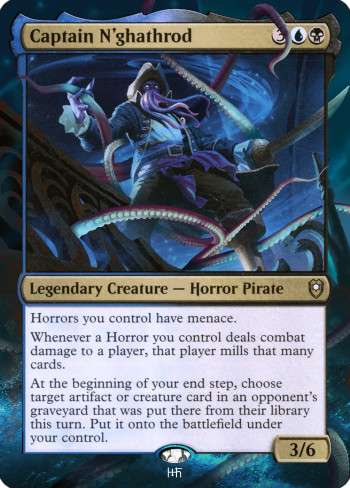 Captain N'ghathrod
Legendary Creature — Horror Pirate
Horrors you control have menace.
Whenever a Horror you control deals combat
damage to a player, that player mills that many
cards.
At the beginning of your end step, choose
target artifact or creature card in an opponent's
graveyard that was put there from their library
this turn. Put it onto the battlefield under
your control.
3/6